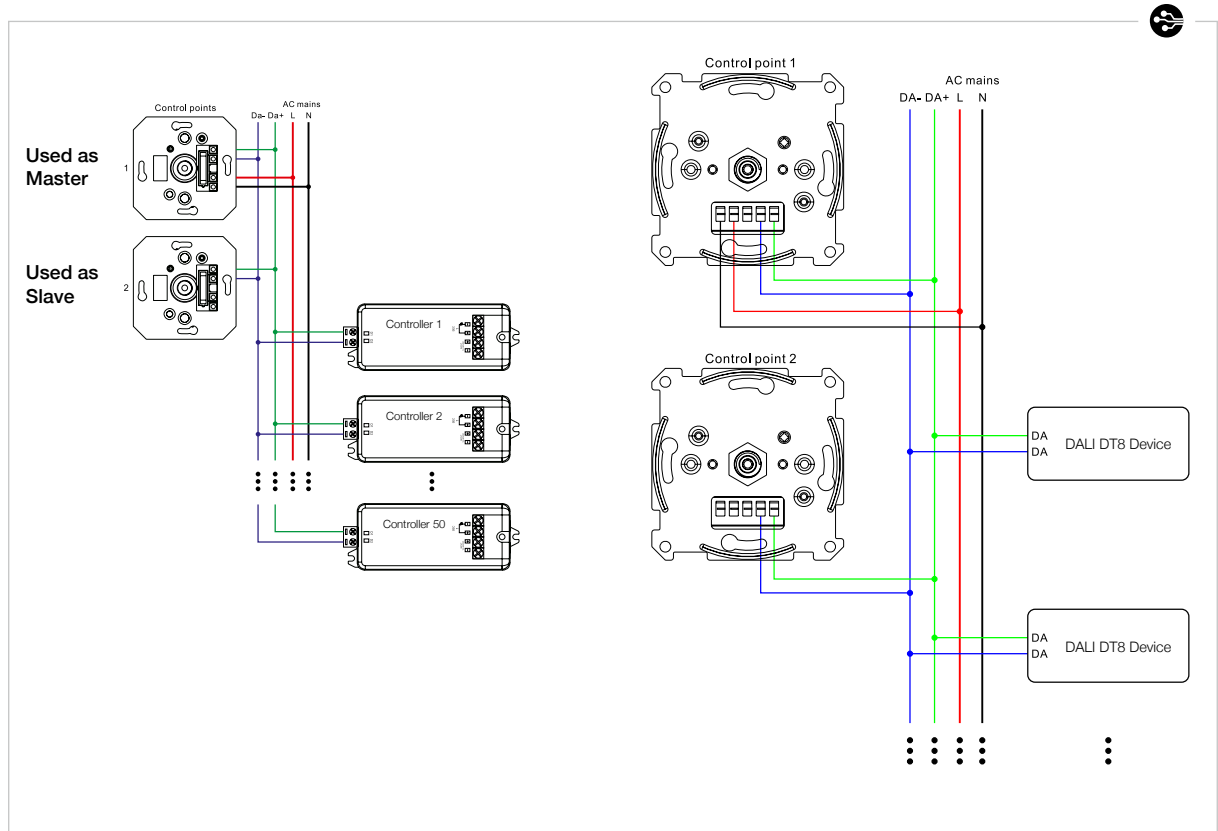 Control points
AC mains
Da- Da+ L N
Used as
Master
1
Used as
Slave
2
Controller 1
Controller 2
Controller 50
Control point 1
AC mains
DA- DA+ L N
Control point 2
DA
DA
DALI DT8 Device
DA
DA
DALI DT8 Device